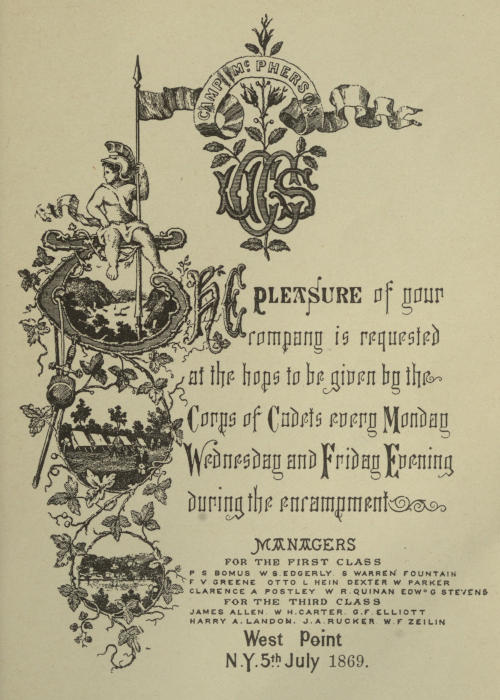 CAMP McPHERSON
USCC
THE PLEASURE of your
company is requested
at the hops to be given by the
Corps of Cadets every Monday
Wednesday and Friday Evening
during the encampment
MANAGERS
FOR THE FIRST CLASS
P S BOMUS W S. EDGERLY. S WARREN FOUNTAIN
F V GREENE OTTO L HEIN DEXTER W PARKER
CLARENCE A POSTLEY W R. QUINAN EDWD G STEVENS
FOR THE THIRD CLASS
JAMES ALLEN. W H. CARTER. G. F. ELLIOTT
HARRY A. LANDON. J. A. RUCKER W. F ZEILIN
West Point
N.Y. 5th July 1869.